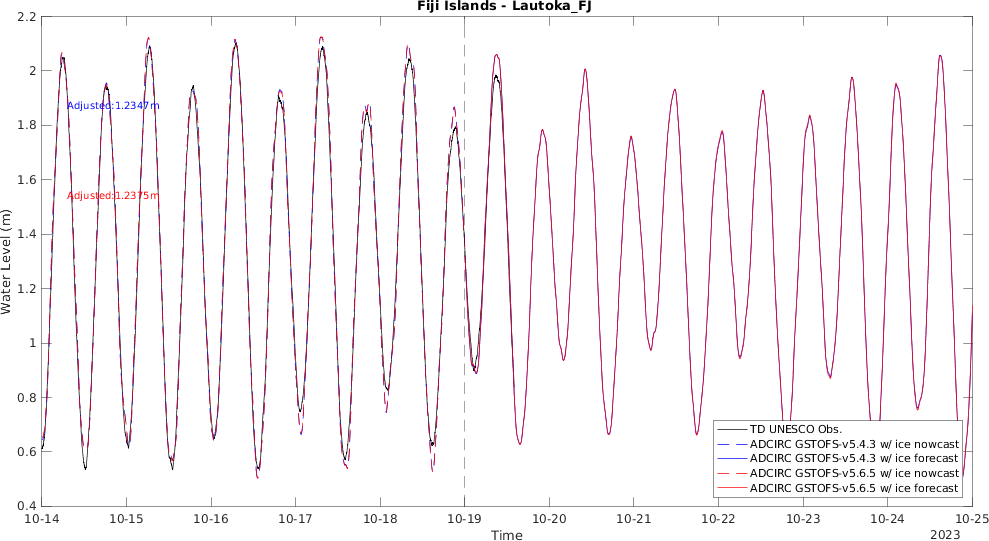 Fiji Islands - Lautoka_FJ
2.2
2
1.8
1.6
1.4
1.2
1
0.8
0.6
0.4
Water Level (m)
Adjusted:1.2347m
Adjusted:1.2375m
TD UNESCO Obs.
ADCIRC GSTOFS-v5.4.3 w/ ice nowcast
ADCIRC GSTOFS-v5.4.3 w/ ice forecast
ADCIRC GSTOFS-v5.6.5 w/ ice nowcast
ADCIRC GSTOFS-v5.6.5 w/ ice forecast
10-14 10-15 10-16 10-17 10-18 10-19 10-20 10-21 10-22 10-23 10-24 10-25
Time
2023